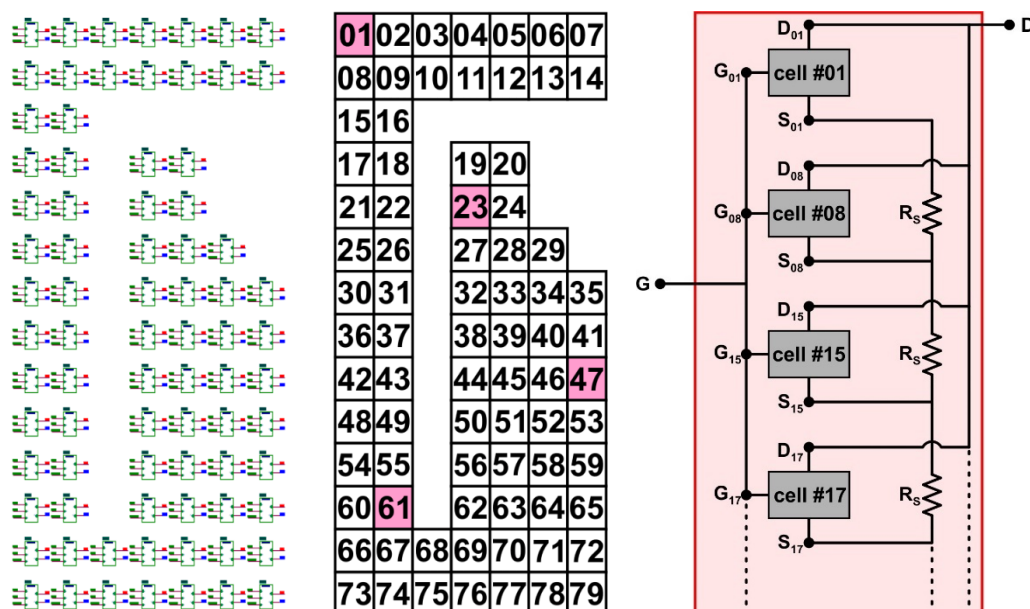 01 02 03 04 05 06 07
08 09 10 11 12 13 14
15 16
17 18 19 20
21 22 23 24
25 26 27 28 29
30 31 32 33 34 35
36 37 38 39 40 41
42 43 44 45 46 47
48 49 50 51 52 53
54 55 56 57 58 59
60 61 62 63 64 65
66 67 68 69 70 71 72
73 74 75 76 77 78 79
D01
D
G01
cell #01
S01
D08
G08
cell #08
RS
S08
G
D15
G15
cell #15
RS
S15
D17
G17
cell #17
RS
S17